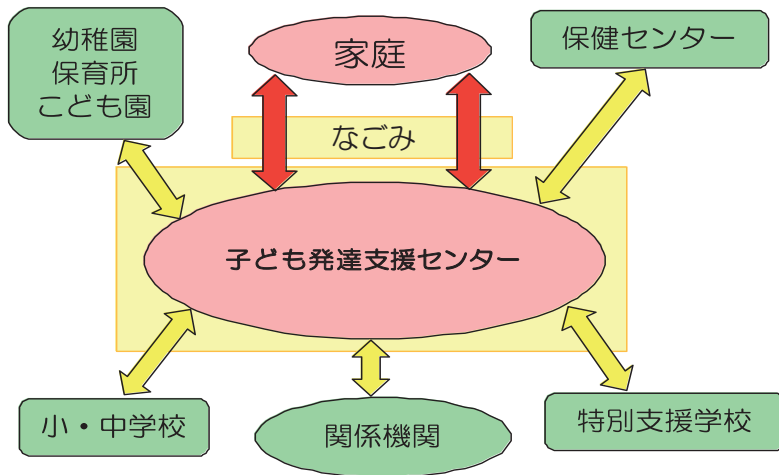 幼稚園
保育所
こども園
家庭
保健センター
なごみ
子ども発達支援センター
小・中学校
関係機関
特別支援学校